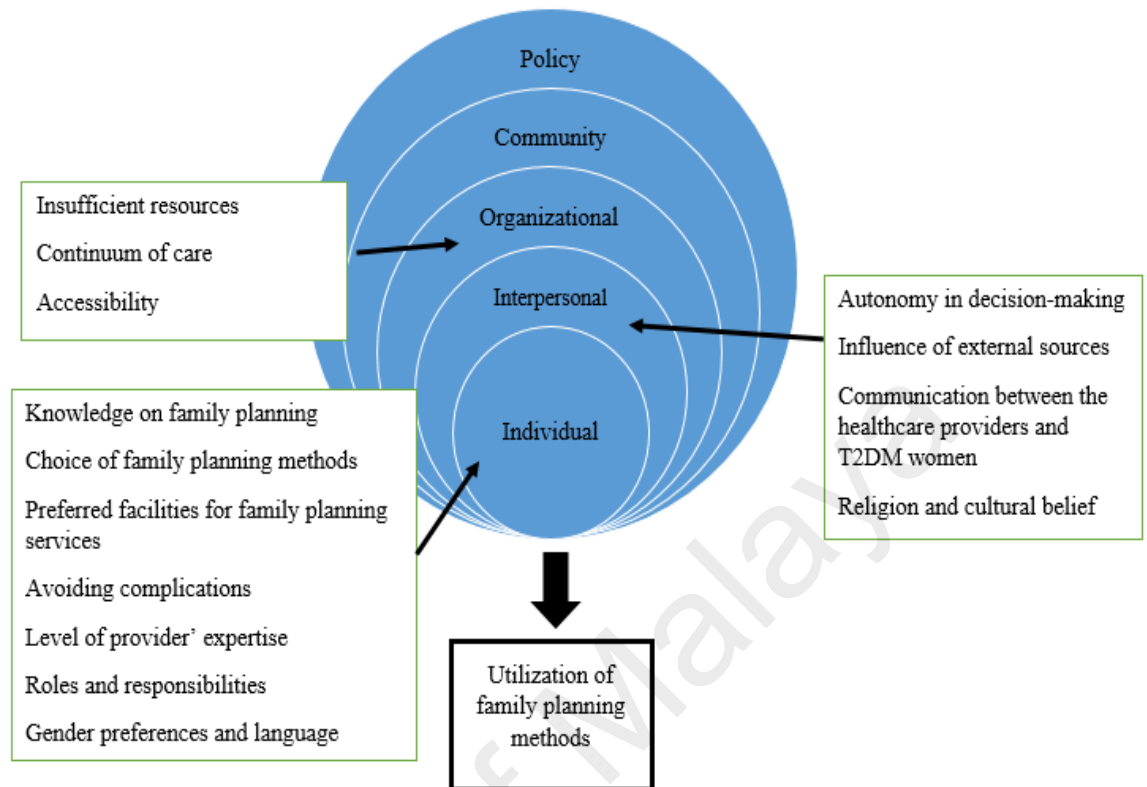 Policy
Community
Organizational
Interpersonal
Individual
Insufficient resources
Continuum of care
Accessibility
Autonomy in decision-making
Influence of external sources
Communication between the
healthcare providers and
T2DM women
Religion and cultural belief
Knowledge on family planning
Choice of family planning methods
Preferred facilities for family planning
services
Avoiding complications
Level of provider’ expertise
Roles and responsibilities
Gender preferences and language
Utilization of
family planning
methods
of Malaya